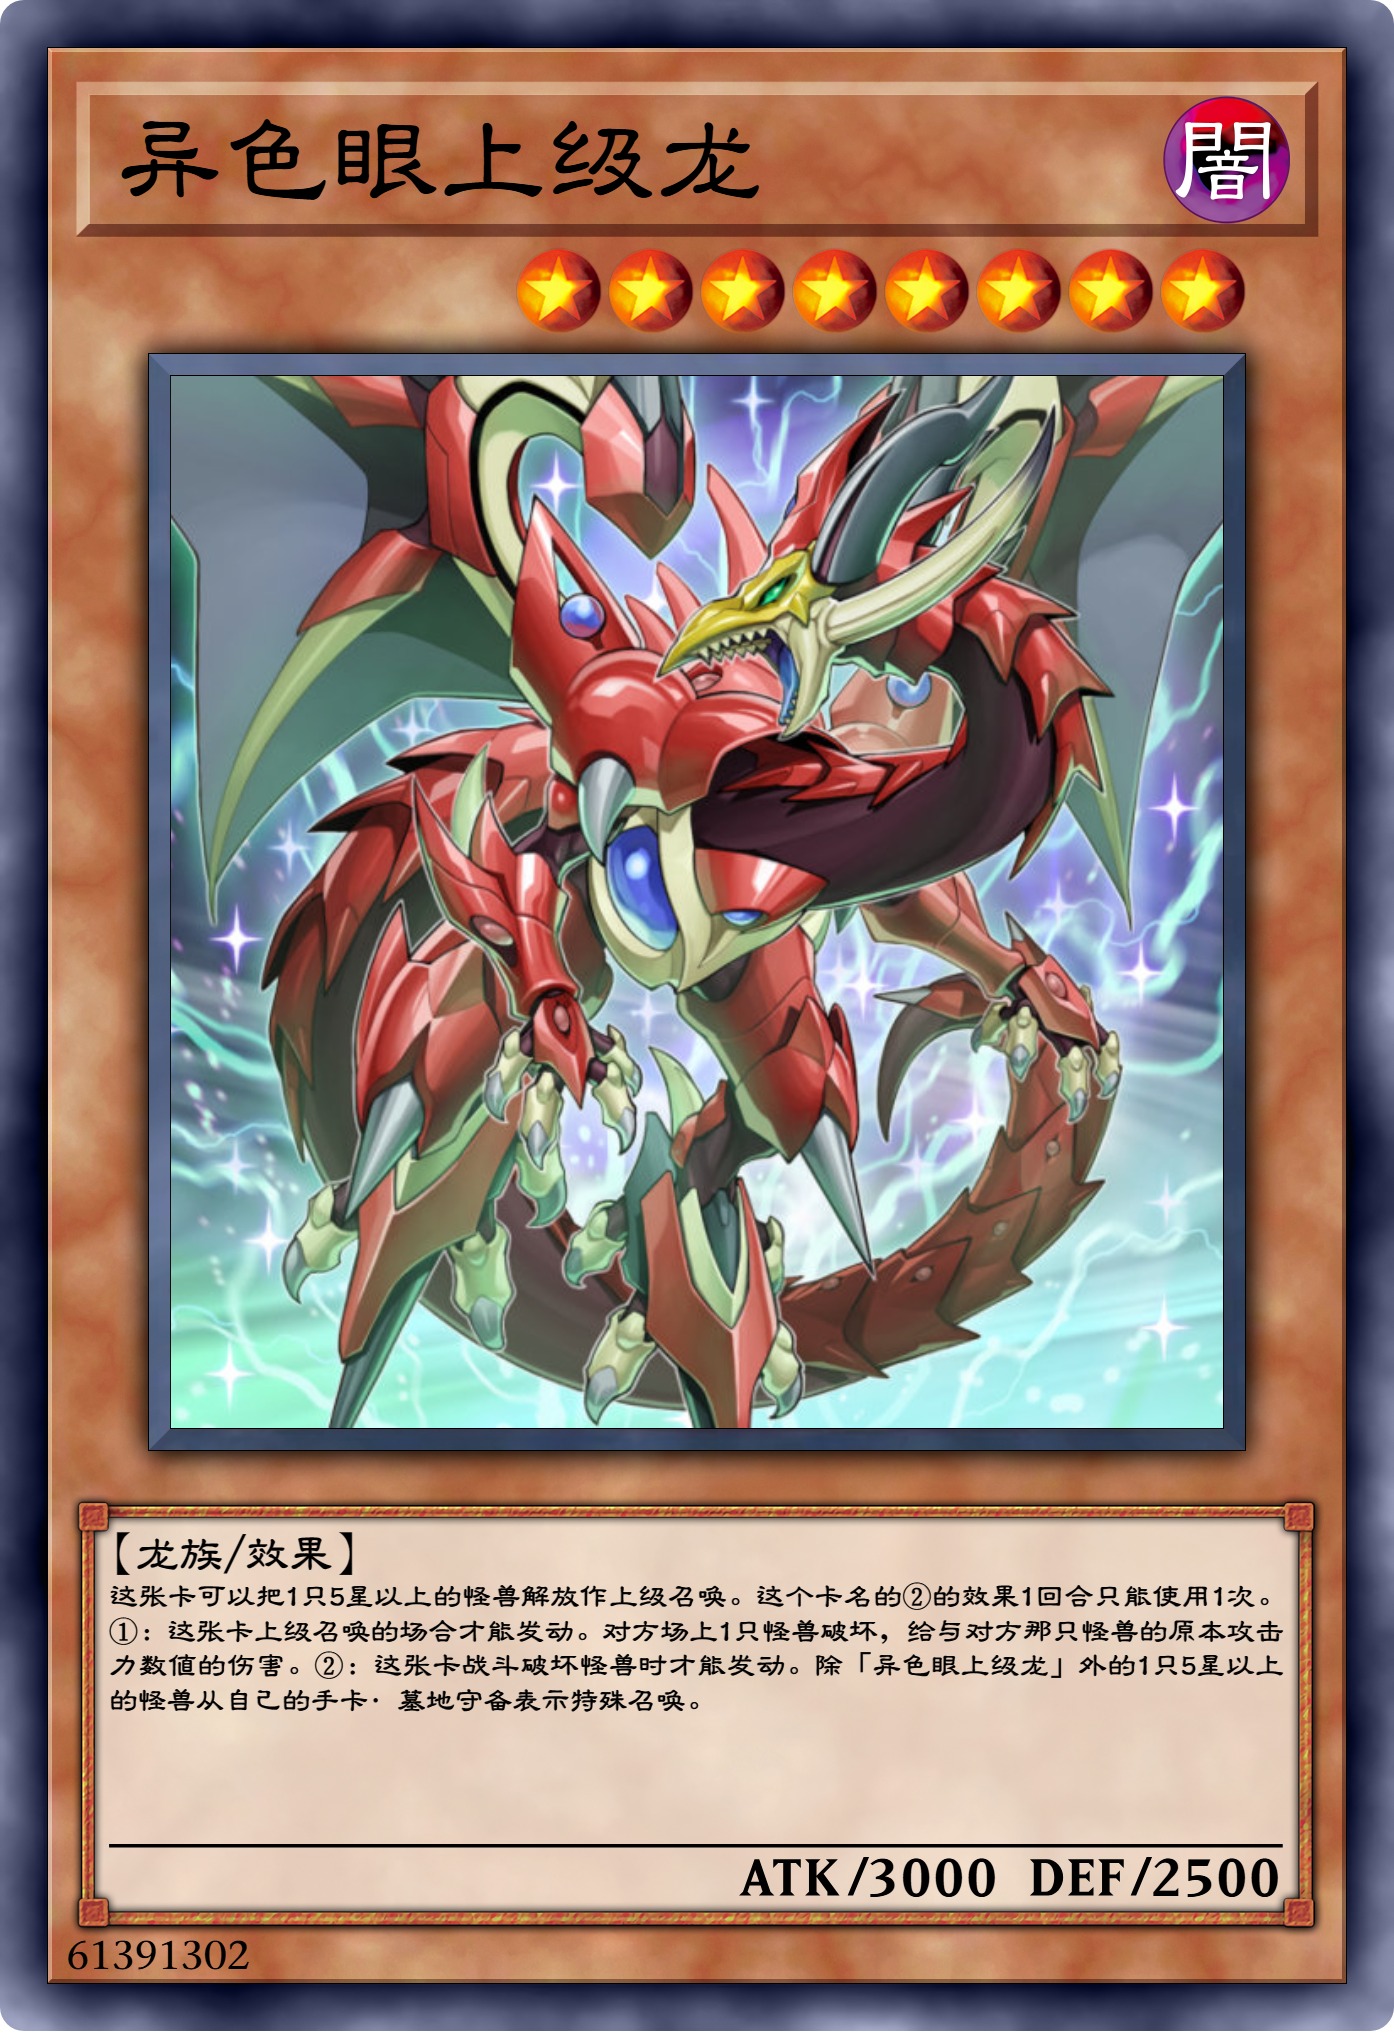 异色眼上级龙
闇
【龙族/效果】
这张卡可以把1只5星以上的怪兽解放作上级召唤。这个卡名的②的效果1回合只能使用1次。
①：这张卡上级召唤的场合才能发动。对方场上1只怪兽破坏，给与对方那只怪兽的原本攻击
力数值的伤害。②：这张卡战斗破坏怪兽时才能发动。除「异色眼上级龙」外的1只5星以上
的怪兽从自己的手卡·墓地守备表示特殊召唤。
ATK/3000 DEF/2500
61391302